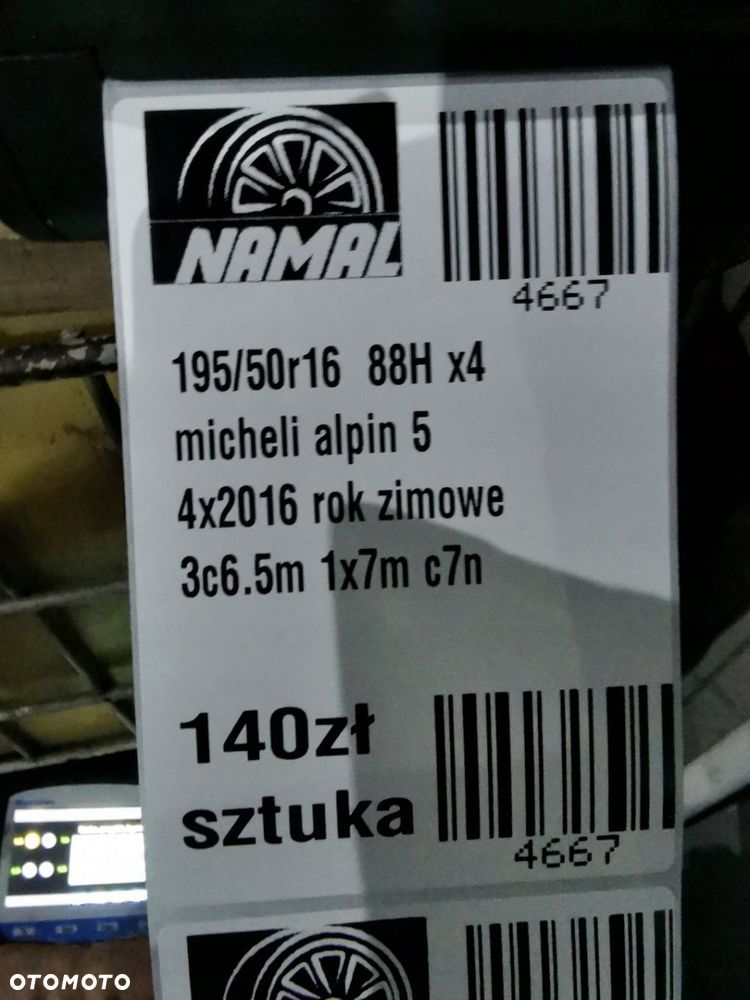 NAMAL
4667
195/50r16 88H x4
micheli alpin 5
4x2016 rok zimowe
3c6.5m 1x7m c7n
140zł
sztuka
4667
OTOMOTO